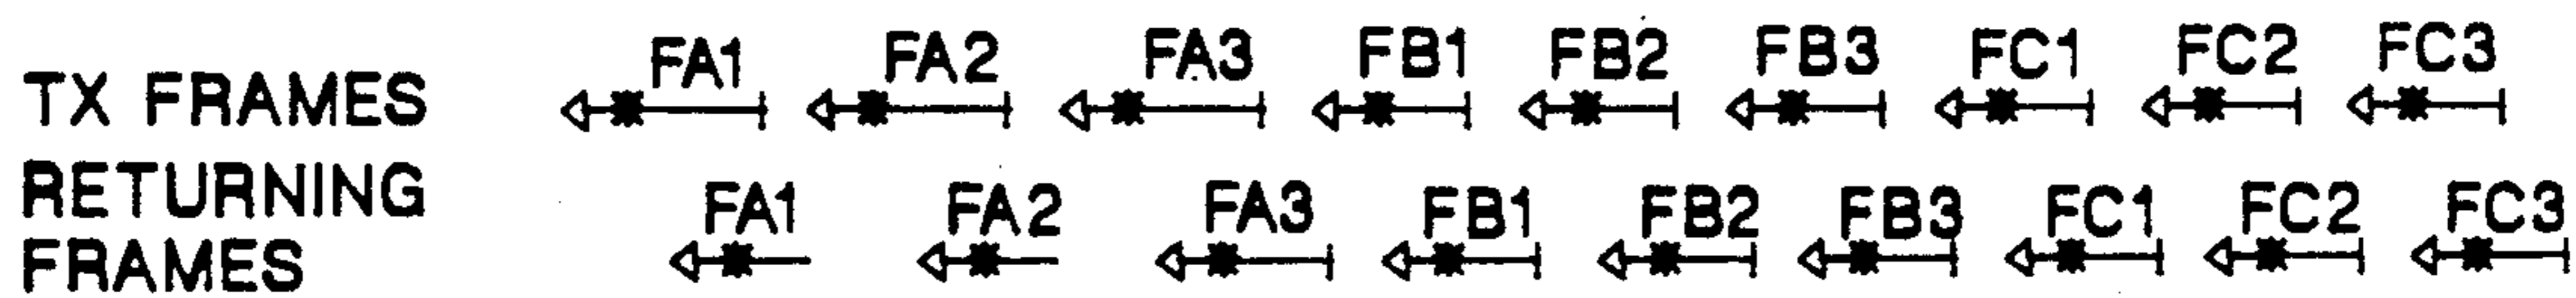 TX FRAMES FA1 FA2 FA3 FB1 FB2 FB3 FC1 FC2 FC3
RETURNING
FRAMES FA1 FA2 FA3 FB1 FB2 FB3 FC1 FC2 FC3